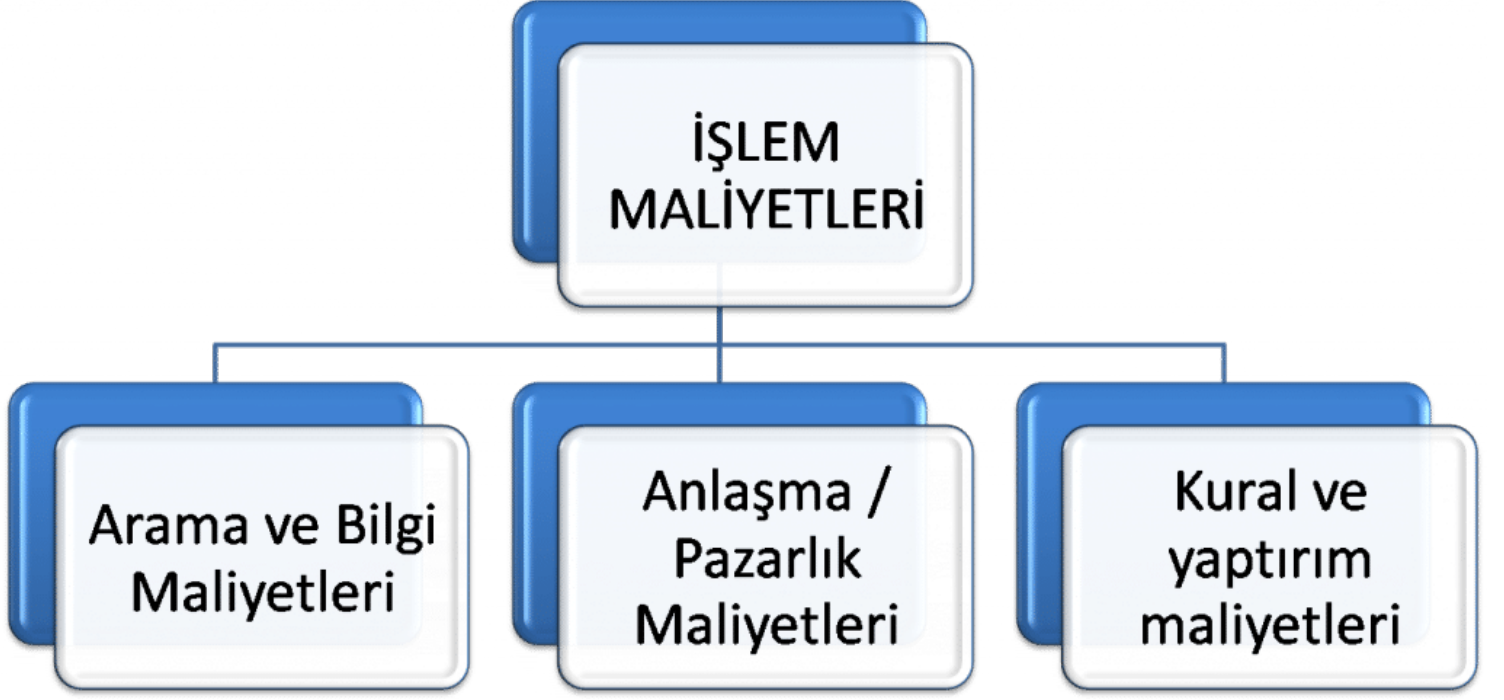 İŞLEM
MALİYETLERİ
Arama ve Bilgi
Maliyetleri
Anlaşma /
Pazarlık
Maliyetleri
Kural ve
yaptırım
maliyetleri